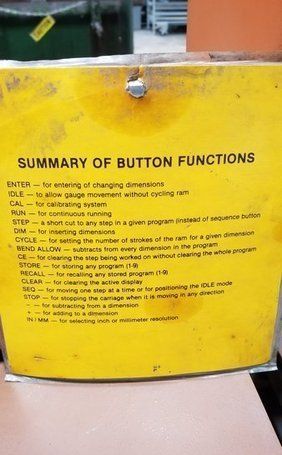 SUMMARY OF BUTTON FUNCTIONS
ENTER — for entering of changing dimensions
IDLE — to allow gauge movement without cycling ram
CAL — for calibrating system
RUN — for continuous running
STEP — a short cut to any step in a given program (instead of sequence button
DIM — for inserting dimensions
CYCLE — for setting the number of strokes of the ram for a given dimension
BEND ALLOW — subtracts from every dimension in the program
CE — for clearing the step being worked on without clearing the whole program
STORE — for storing any program (1-9)
RECALL — for recalling any stored program (1-9)
CLEAR — for clearing the active display
SEQ — for moving one step at a time or for positioning the IDLE mode
STOP — for stopping the carriage when it is moving in any direction
- — for subtracting from a dimension
+ — for adding to a dimension
IN / MM — for selecting inch or millimeter resolution